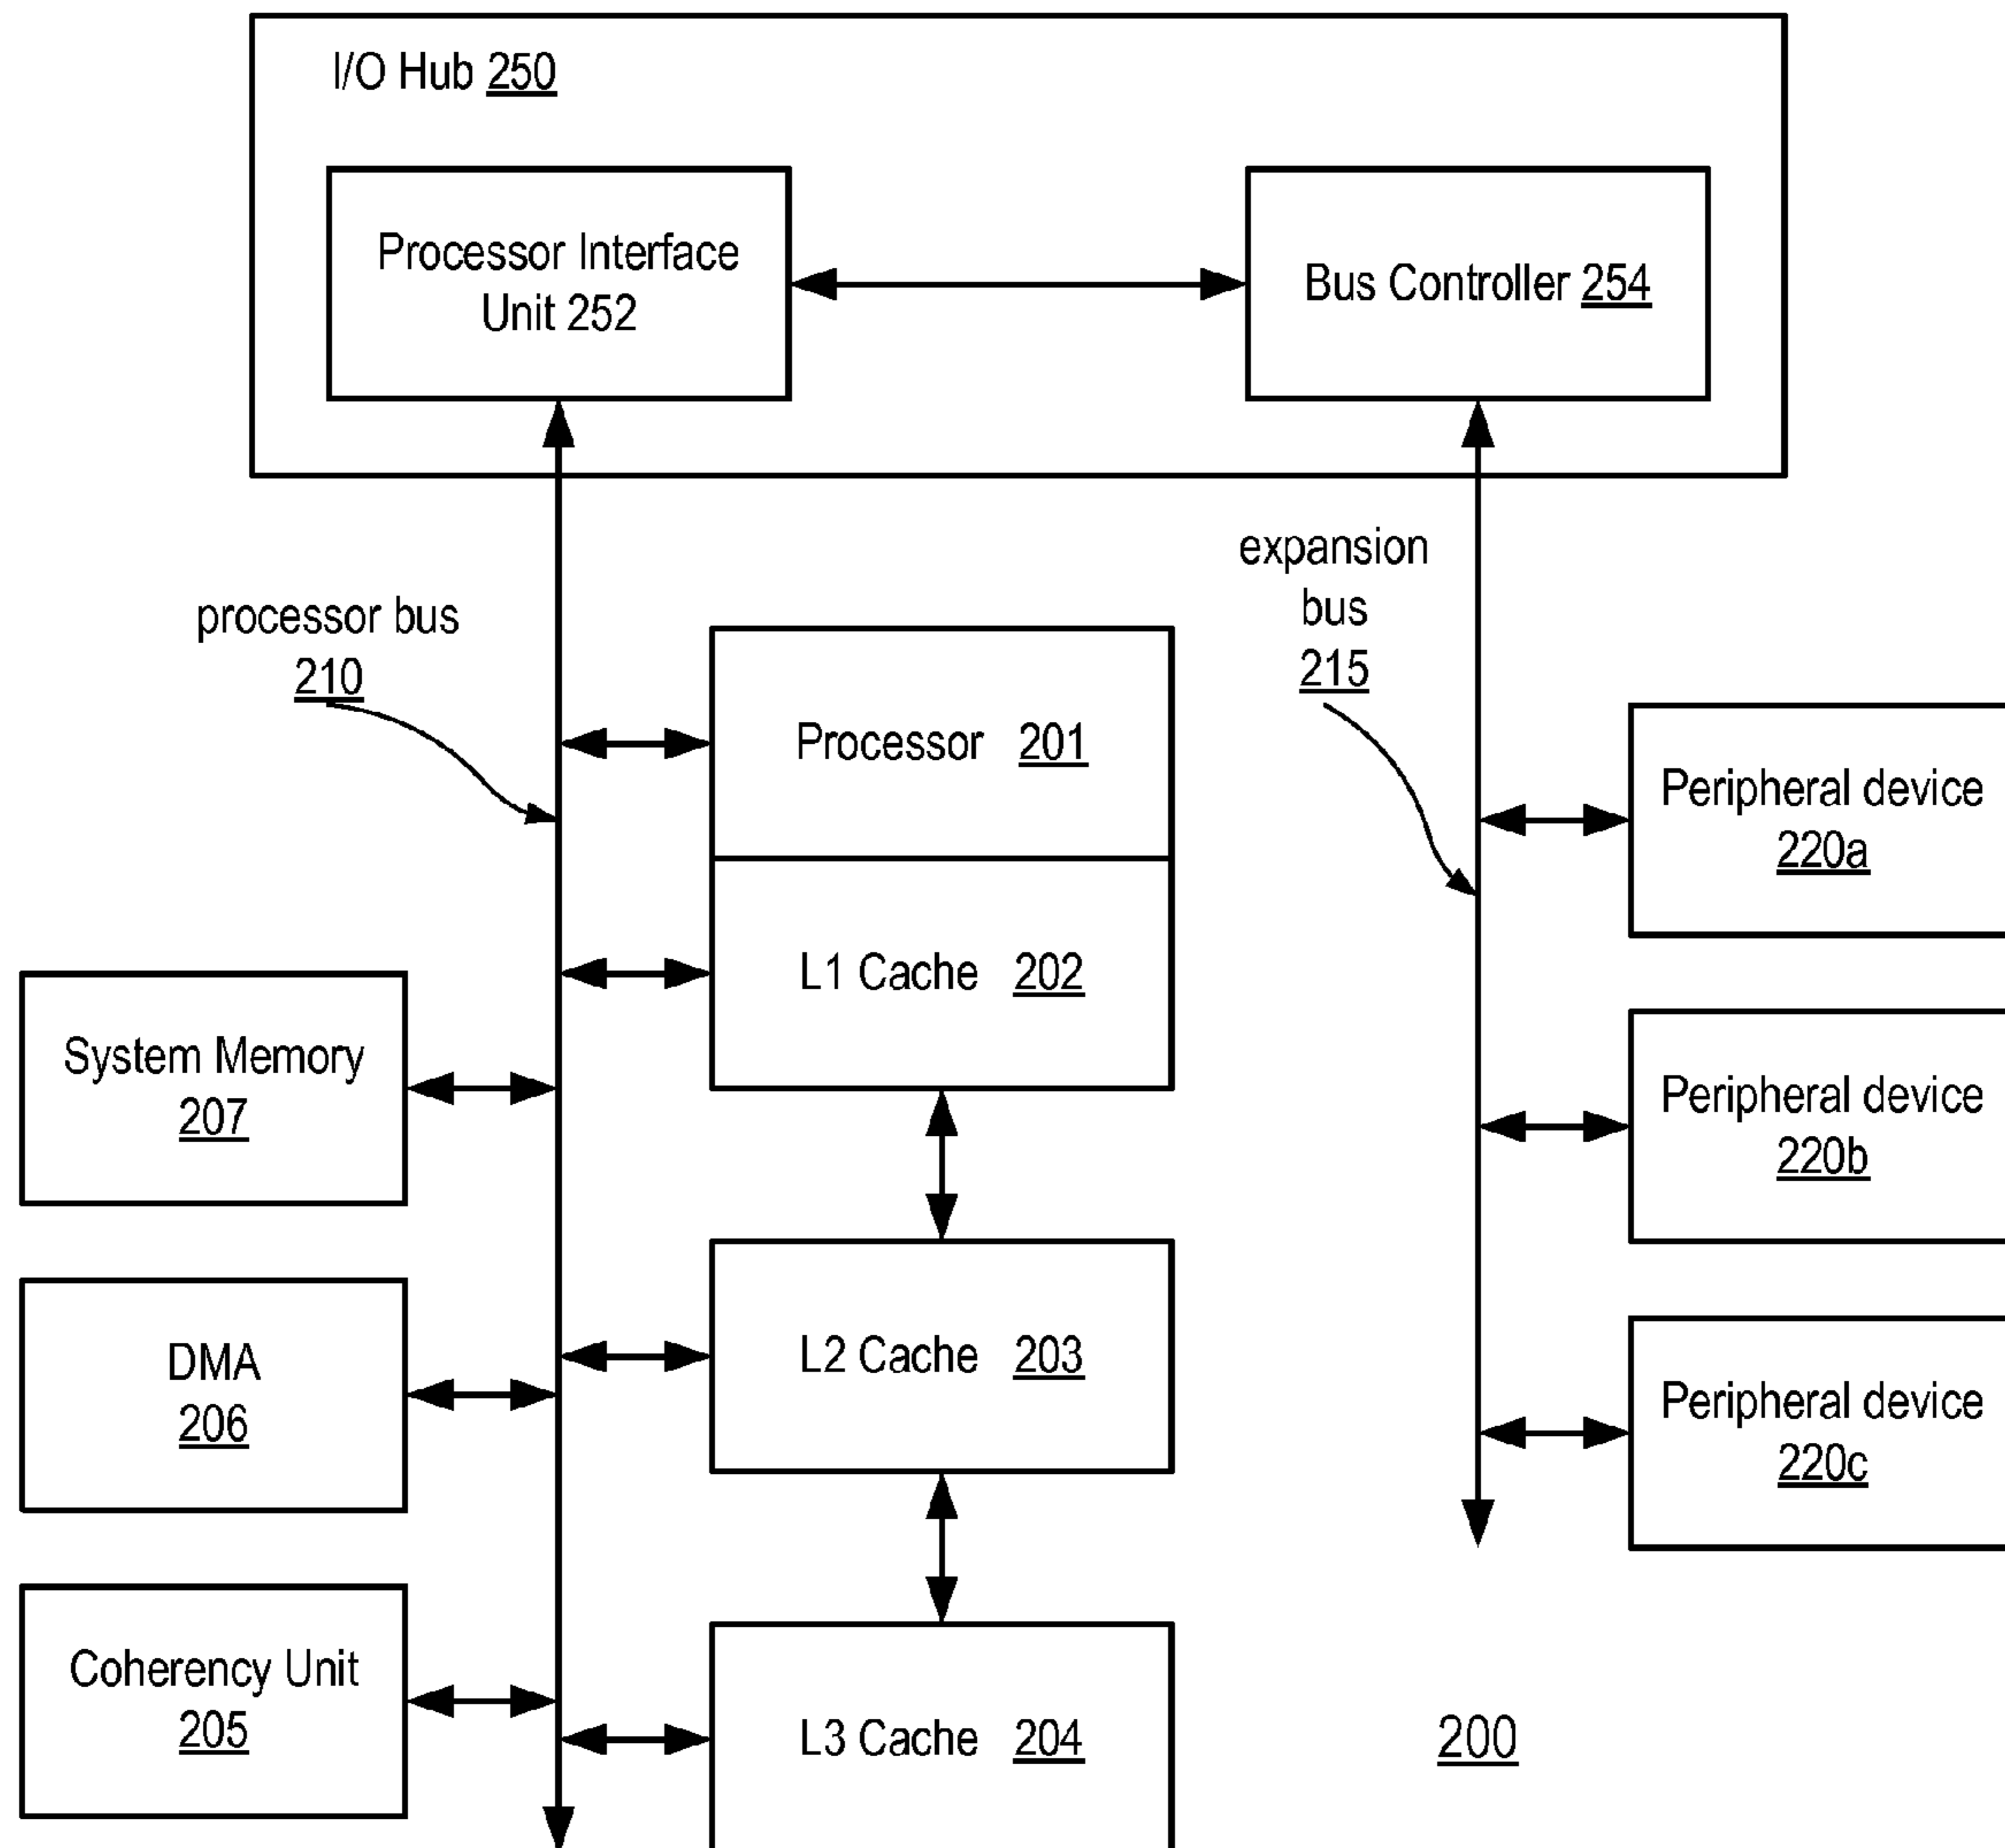 I/O Hub 250
Processor Interface
Unit 252
Bus Controller 254
processor bus
210
expansion
bus
215
Processor 201
L1 Cache 202
System Memory
207
DMA
206
Coherency Unit
205
L2 Cache 203
L3 Cache 204
Peripheral device
220a
Peripheral device
220b
Peripheral device
220c
200